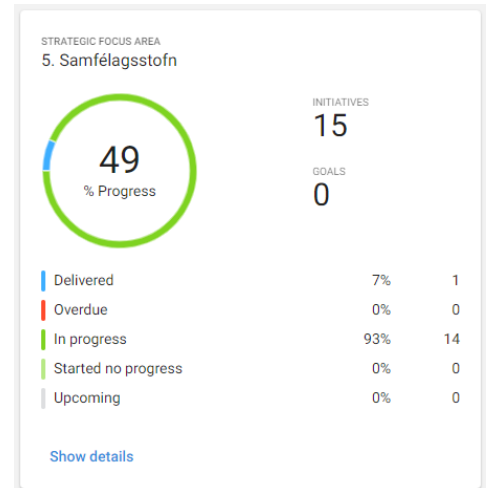 STRATEGIC FOCUS AREA
5. Samfélagsstofn
49
% Progress
INITIATIVES
15
GOALS
0
Delivered 7% 1
Overdue 0% 0
In progress 93% 14
Started no progress 0% 0
Upcoming 0% 0
Show details